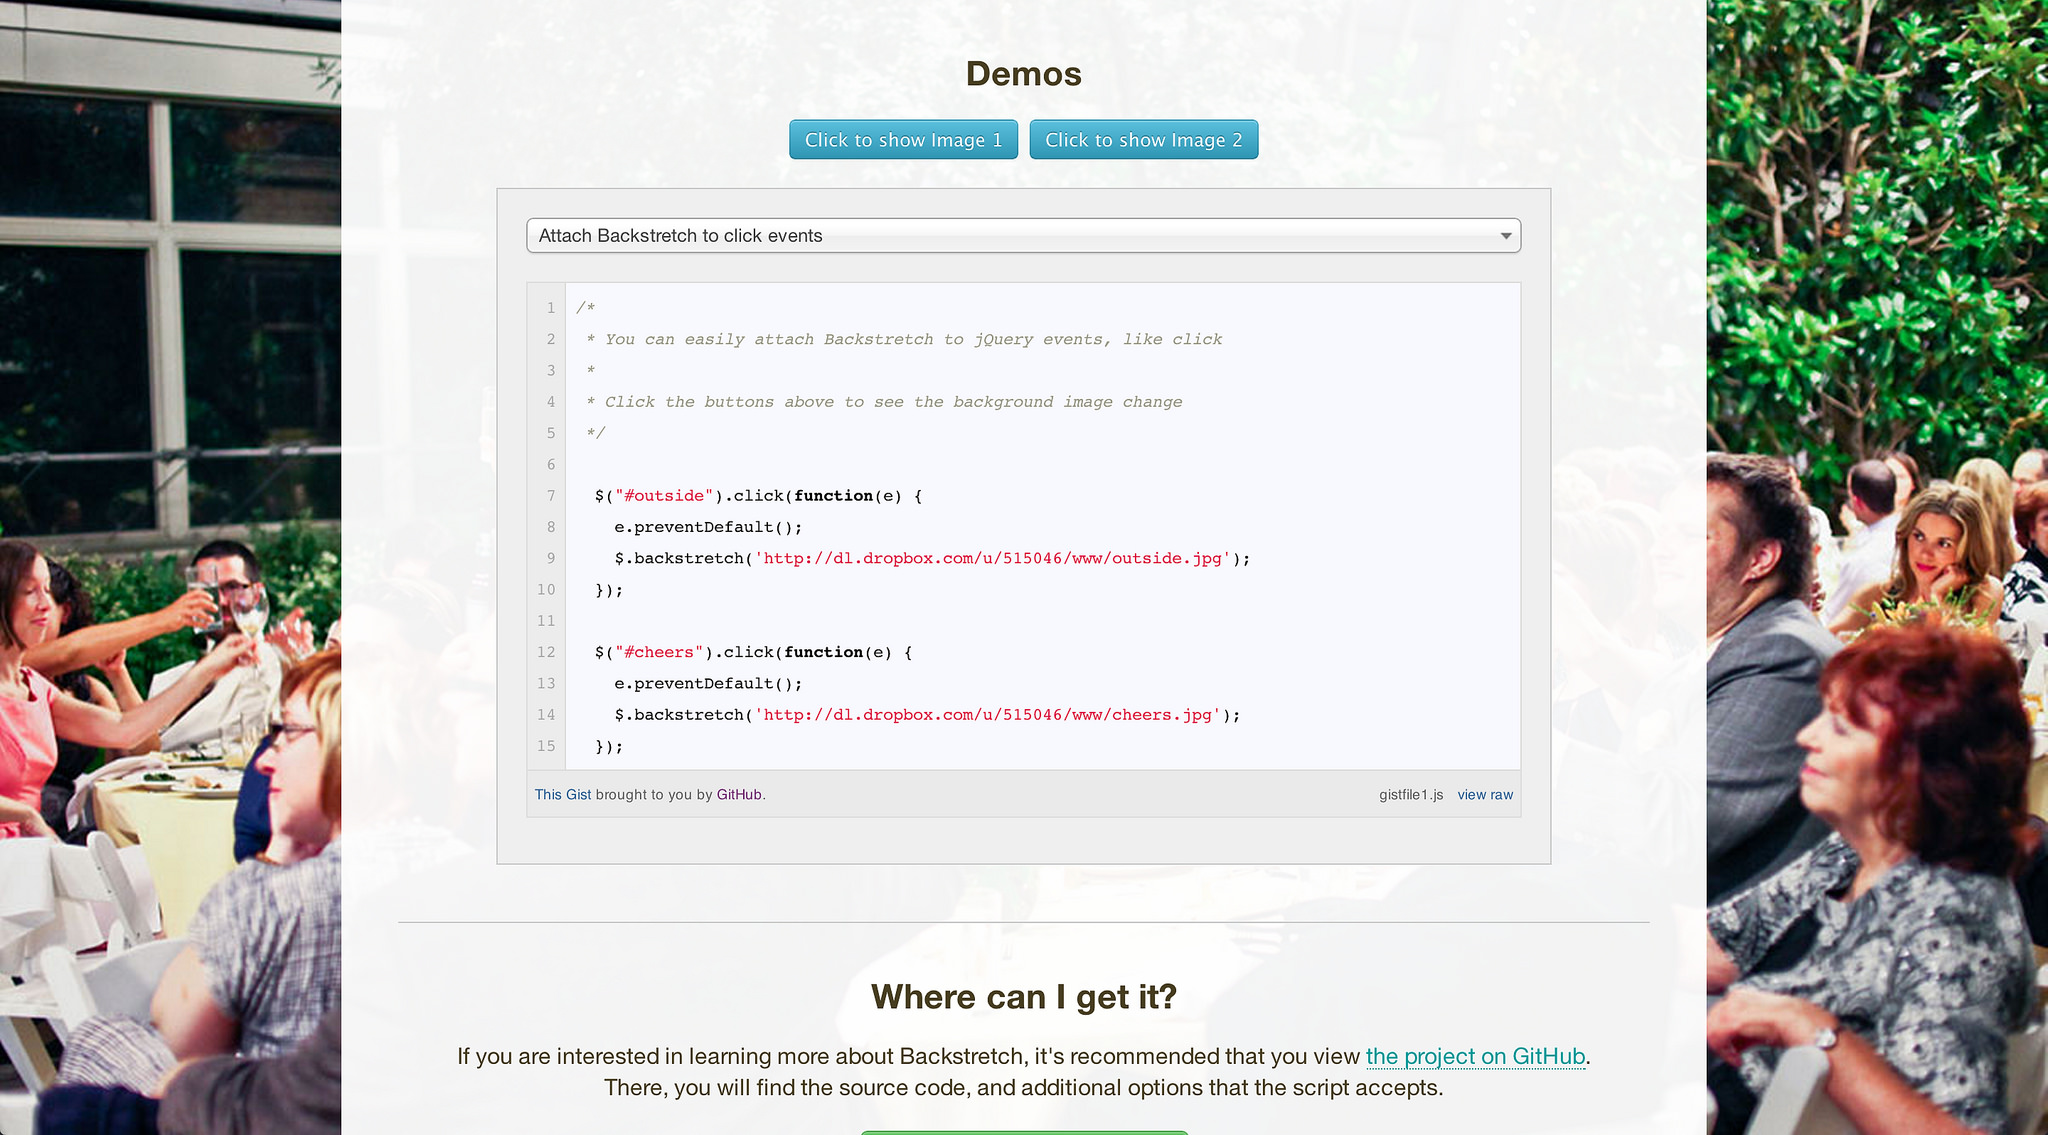 Demos
Click to show Image 1 Click to show Image 2
Attach Backstretch to click events
1 /*
2 * You can easily attach Backstretch to jQuery events, like click
3 *
4 * Click the buttons above to see the background image change
5 */
6
7 $("#outside").click(function(e) {
8 e.preventDefault();
9 $.backstretch('http://dl.dropbox.com/u/515046/www/outside.jpg');
10 });
11
12 $("#cheers").click(function(e) {
13 e.preventDefault();
14 $.backstretch('http://dl.dropbox.com/u/515046/www/cheers.jpg');
15 });
This Gist brought to you by GitHub. gistfile1.js view raw
Where can I get it?
If you are interested in learning more about Backstretch, it's recommended that you view the project on GitHub.
There, you will find the source code, and additional options that the script accepts.